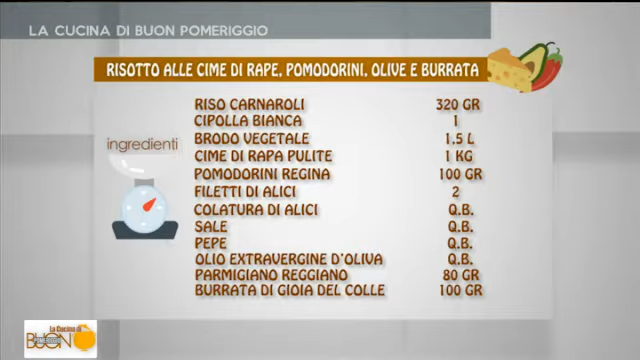 LA CUCINA DI BUON POMERIGGIO
RISOTTO ALLE CIME DI RAPE, POMODORINI, OLIVE E BURRATA
ingredienti
RISO CARNAROLI 320 GR
CIPOLLA BIANCA 1
BRODO VEGETALE 1,5 L
CIME DI RAPA PULITE 1 KG
POMODORINI REGINA 100 GR
FILETTI DI ALICI 2
COLATURA DI ALICI Q.B.
SALE Q.B.
PEPE Q.B.
OLIO EXTRAVERGINE D'OLIVA Q.B.
PARMIGIANO REGGIANO 80 GR
BURRATA DI GIOIA DEL COLLE 100 GR
La Cucina di
BUON
POMERIGGIO